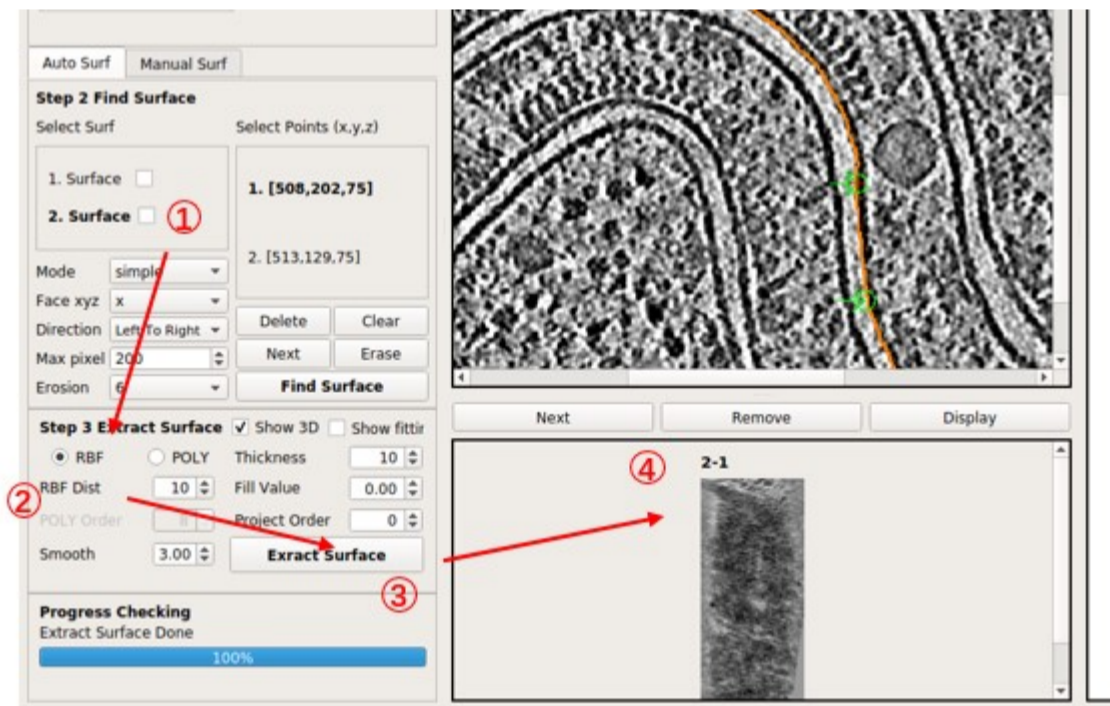 Auto Surf Manual Surf
Step 2 Find Surface
Select Surf Select Points (x,y,z)
1. Surface
2. Surface ①
1. [508,202,75]
2. [513,129,75]
Mode simple
Face xyz x
Direction Left To Right
Max pixel 200
Erosion 6
Delete Clear
Next Erase
Find Surface
Step 3 Extract Surface Show 3D Show fittir
RBF POLY Thickness 10
② RBF Dist 10 Fill Value 0.00
POLY Order 8 Project Order 0
Smooth 3.00 Exract Surface
③
Progress Checking
Extract Surface Done
100%
Next Remove Display
④ 2-1